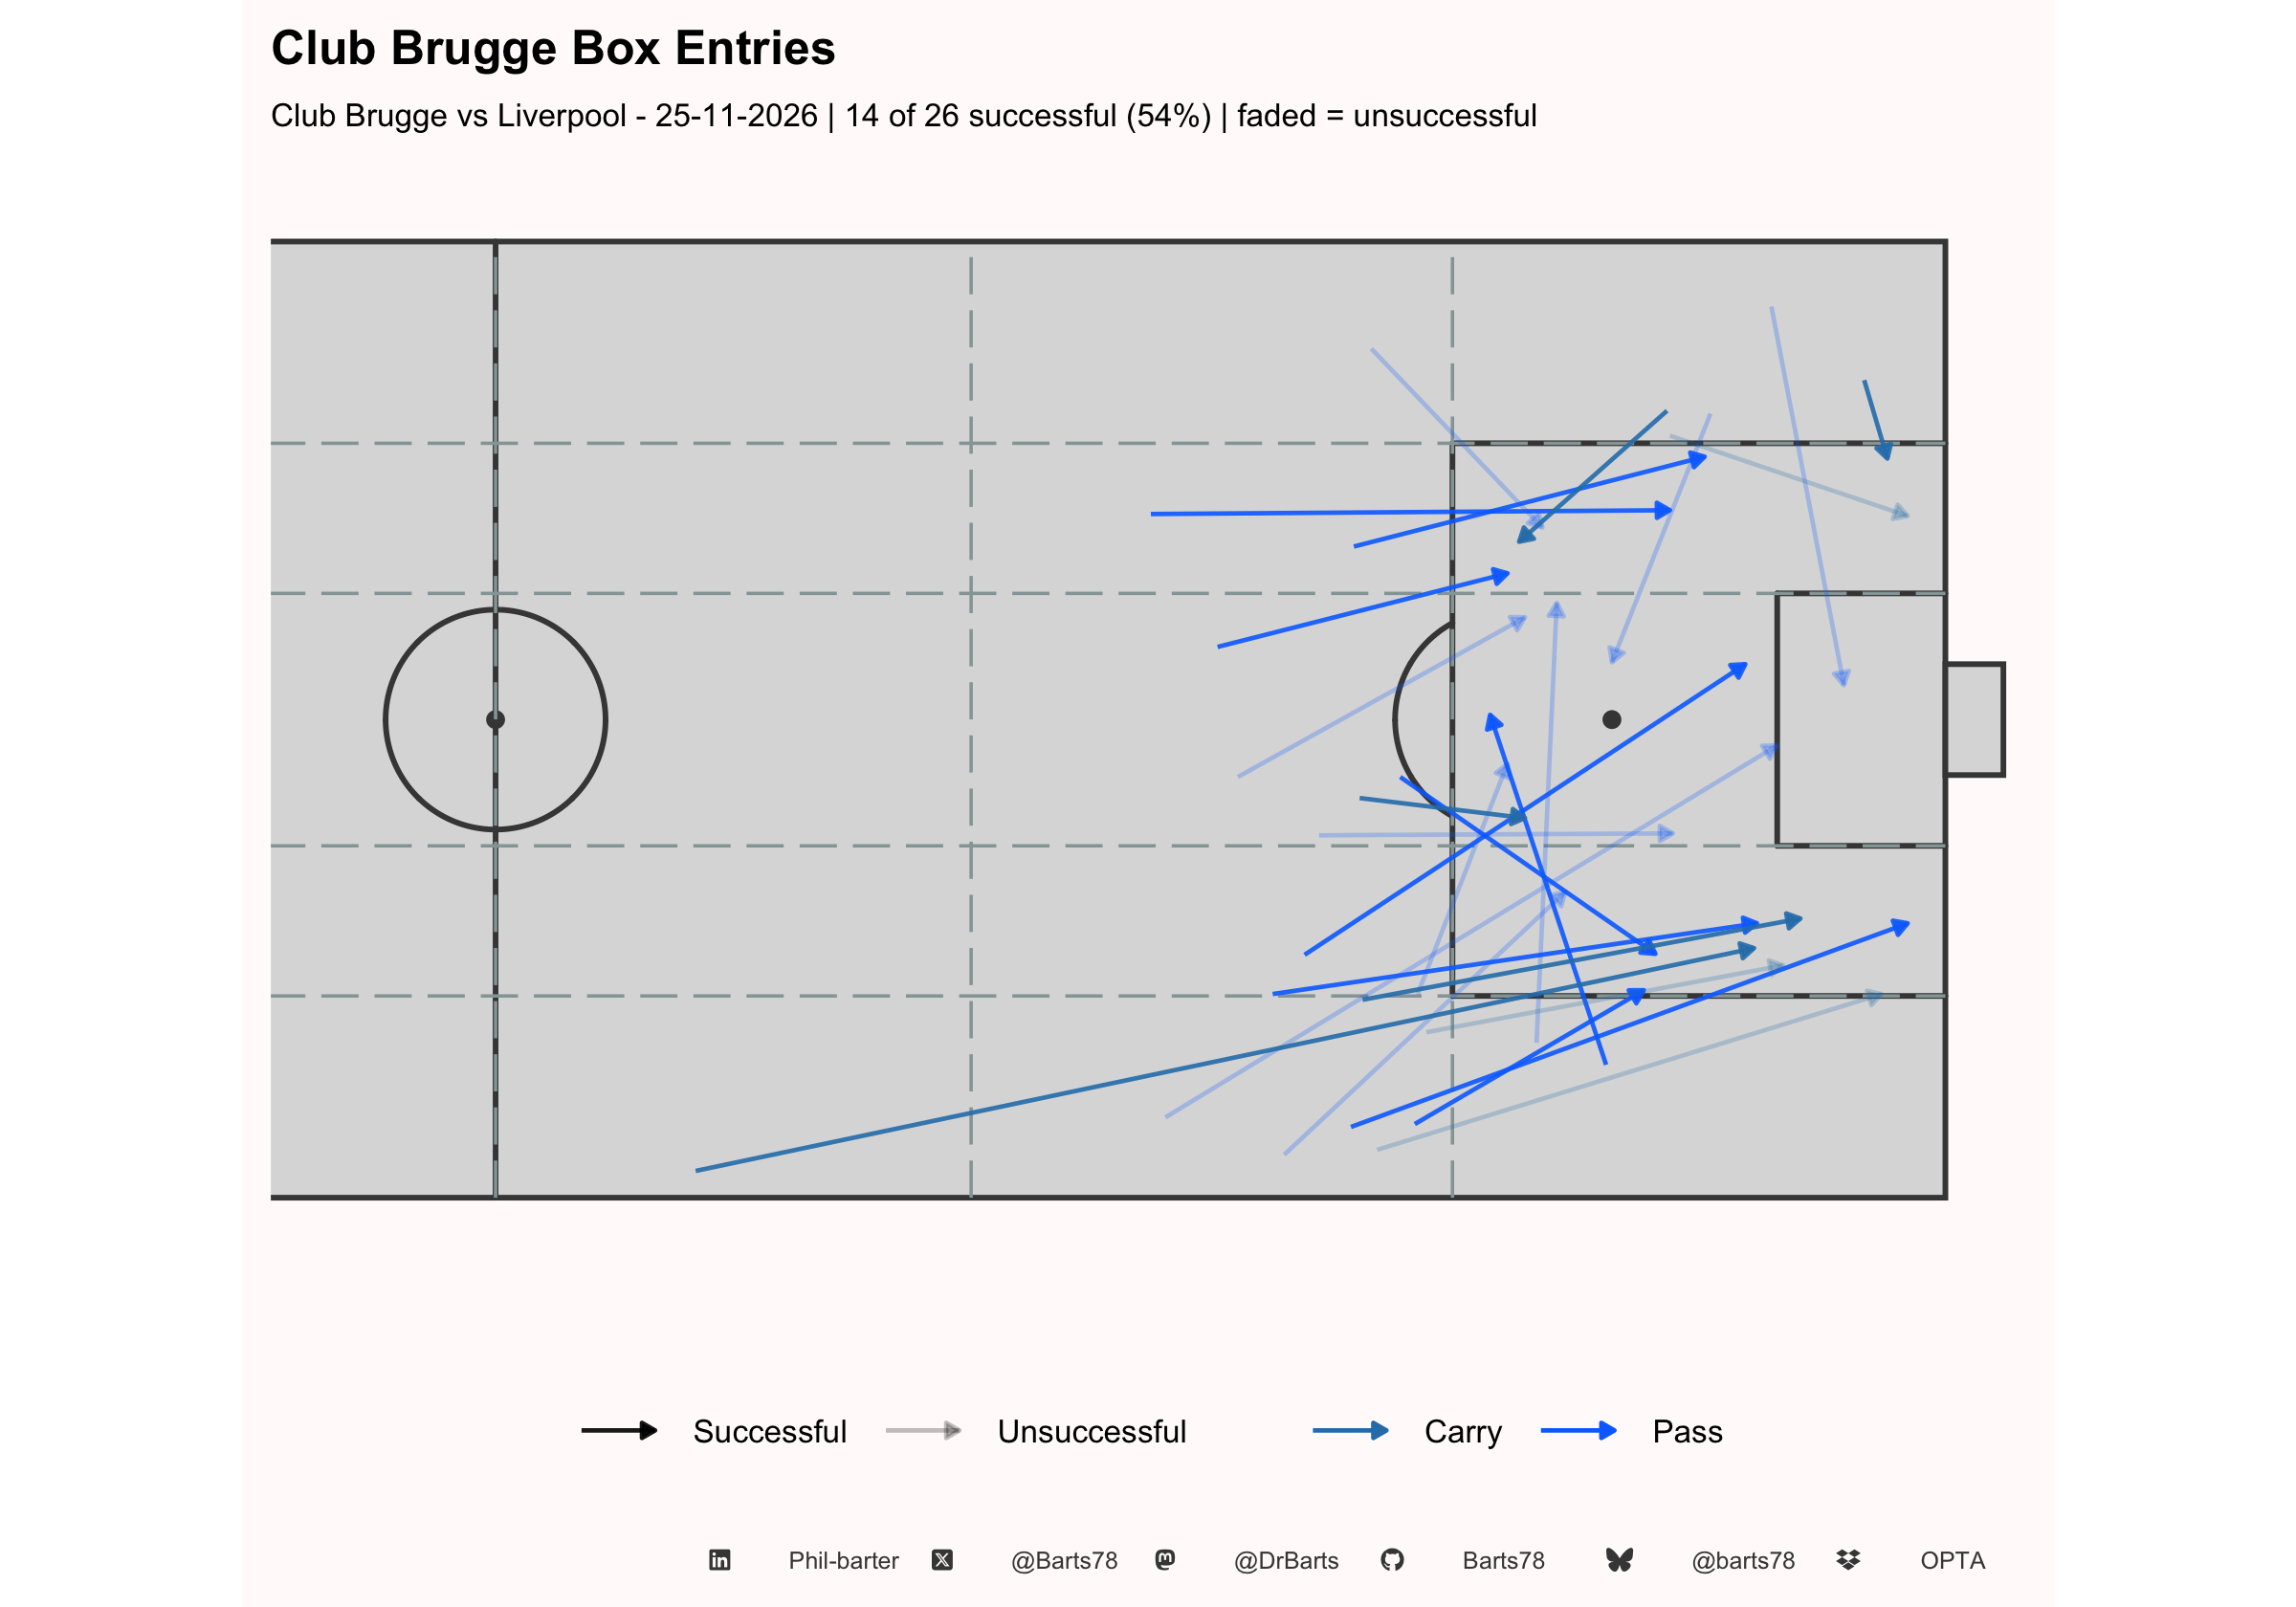 Club Brugge Box Entries
Club Brugge vs Liverpool - 25-11-2026 | 14 of 26 successful (54%) | faded = unsuccessful
Successful Unsuccessful Carry Pass
Phil-barter @Barts78 @DrBarts Barts78 @barts78 OPTA